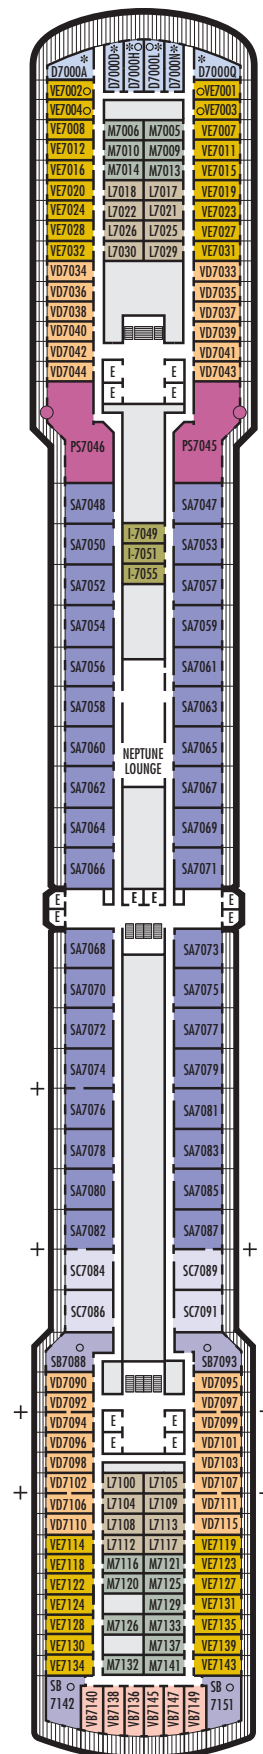 D7000A D7000D* D7000H*○ D7000L○* D7000N* D7000Q
VE7002○ ○VE7001
VE7004○ ○VE7003
VE7008 M7006 M7005 VE7007
VE7012 M7010 M7009 VE7011
VE7016 M7014 M7013 VE7015
VE7020 L7018 L7017 VE7019
VE7024 L7022 L7021 VE7023
VE7028 L7026 L7025 VE7027
VE7032 L7030 L7029 VE7031
VD7034 VD7033
VD7036 VD7035
VD7038 VD7037
VD7040 VD7039
VD7042 VD7041
VD7044 E E VD7043
E E
PS7046 PS7045
SA7048 SA7047
I-7049
SA7050 I-7051 SA7053
SA7052 I-7055 SA7057
SA7054 SA7059
SA7056 SA7061
SA7058 SA7063
SA7060 NEPTUNE SA7065
LOUNGE
SA7062 SA7067
SA7064 SA7069
SA7066 SA7071
E E E E
E E
SA7068 SA7073
SA7070 SA7075
SA7072 SA7077
SA7074 SA7079
SA7076 SA7081
SA7078 SA7083
SA7080 SA7085
SA7082 SA7087
SC7084 SC7089
SC7086 SC7091
SB7088 SB7093
VD7090 VD7095
VD7092 VD7097
VD7094 E E VD7099
VD7096 E E VD7101
VD7098 VD7103
VD7102 L7100 L7105 VD7107
VD7106 L7104 L7109 VD7111
VD7110 L7108 L7113 VD7115
VE7114 L7112 L7117 VE7119
VE7118 M7116 M7121 VE7123
VE7122 M7120 M7125 VE7127
VE7124 M7129 VE7131
VE7128 M7126 M7133 VE7135
VE7130 M7137 VE7139
VE7134 M7132 M7141 VE7143
SB 7142 VB7140 VB7138 VB7136 VB7145 VB7147 VB7149 SB 7151